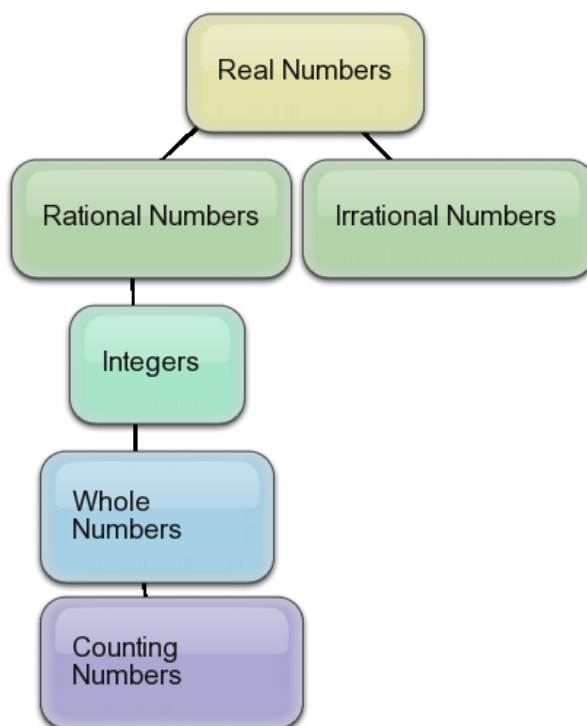 Real Numbers
Rational Numbers
Irrational Numbers
Integers
Whole
Numbers
Counting
Numbers